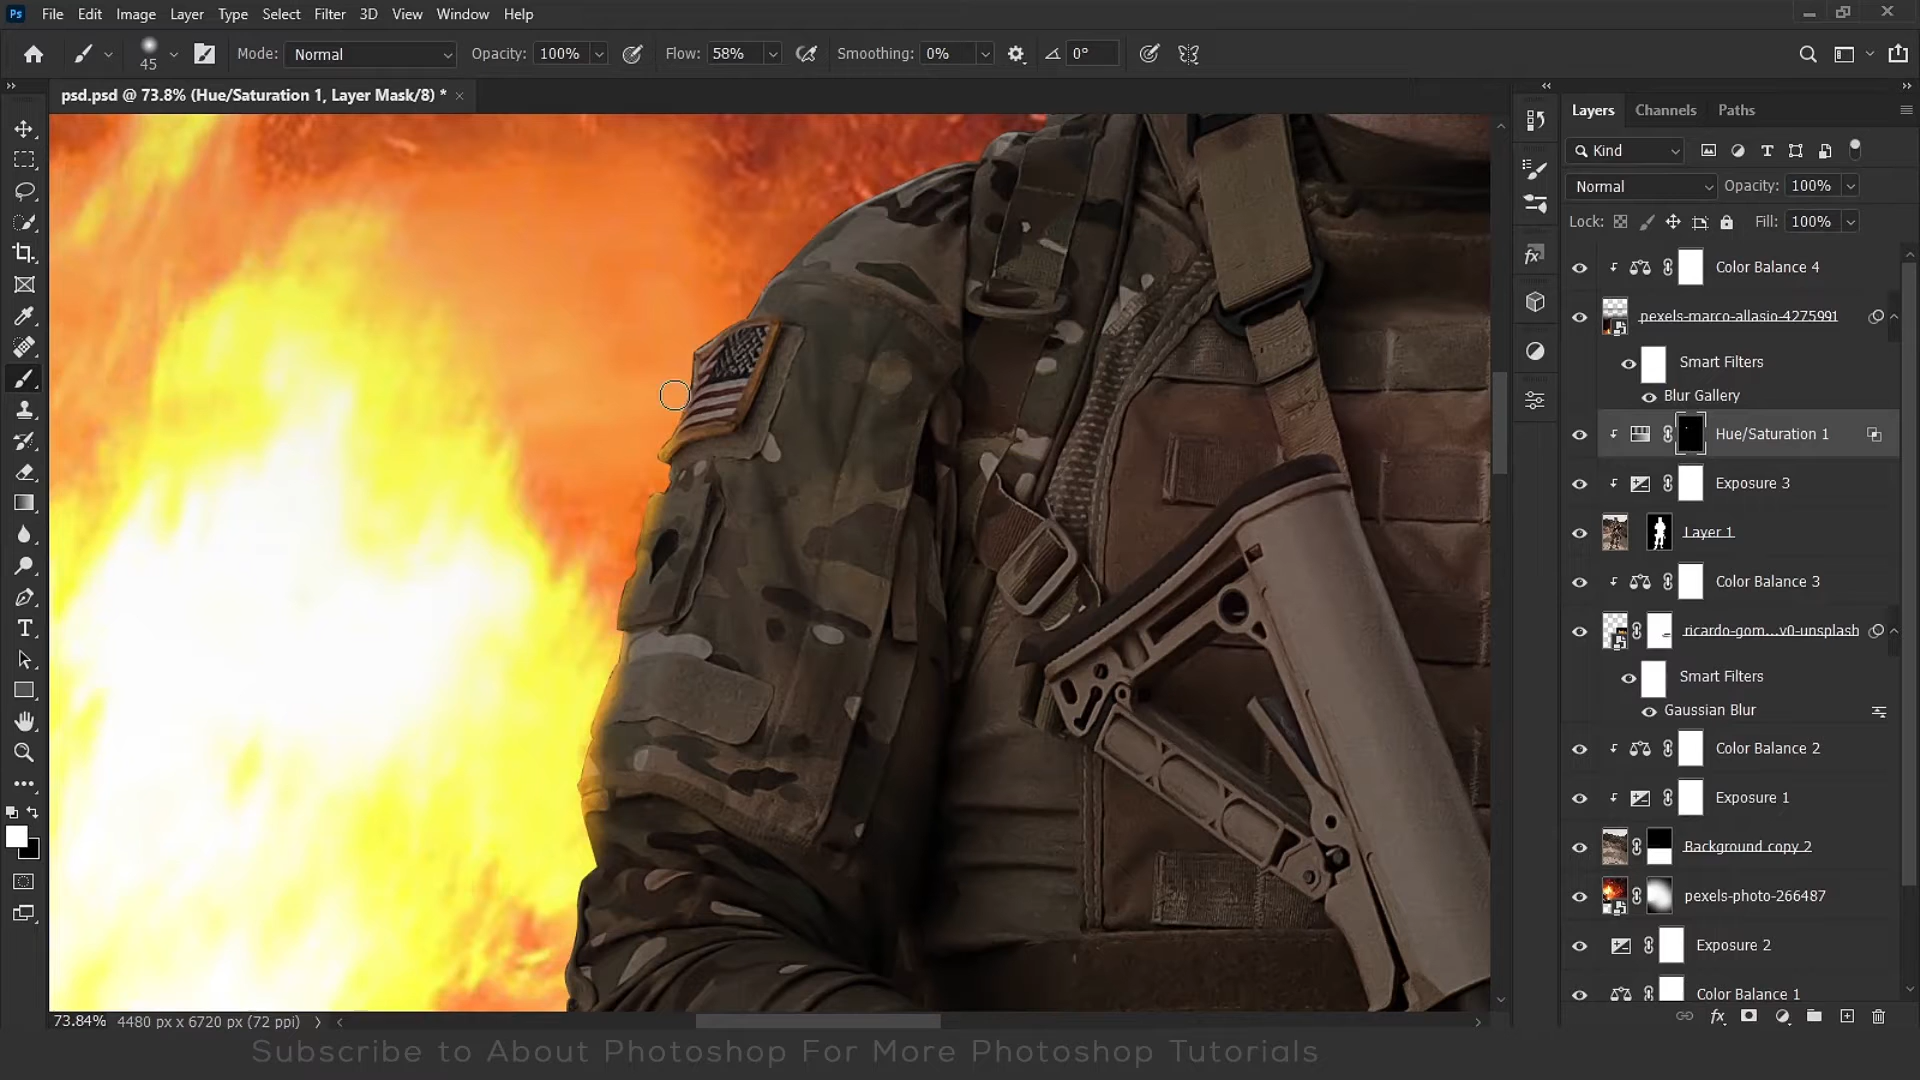 Ps File Edit Image Layer Type Select Filter 3D View Window Help
45 Mode: Normal Opacity: 100% Flow: 58% Smoothing: 0% 0°
psd.psd @ 73.8% (Hue/Saturation 1, Layer Mask/8) * ×
Layers Channels Paths
Kind
Normal Opacity: 100%
Lock: Fill: 100%
Color Balance 4
pexels-marco-allasio-4275991
Smart Filters
Blur Gallery
Hue/Saturation 1
Exposure 3
Layer 1
Color Balance 3
ricardo-gom...v0-unsplash
Smart Filters
Gaussian Blur
Color Balance 2
Exposure 1
Background copy 2
pexels-photo-266487
Exposure 2
Color Balance 1
73.84% 4480 px x 6720 px (72 ppi)
Subscribe to About Photoshop For More Photoshop Tutorials